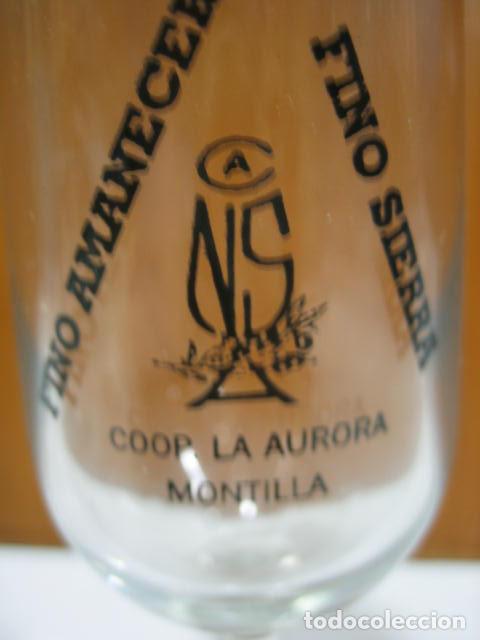 FINO AMANECER
FINO SIERRA
C
A
NS
A
COOP. LA AURORA
MONTILLA
todocoleccion